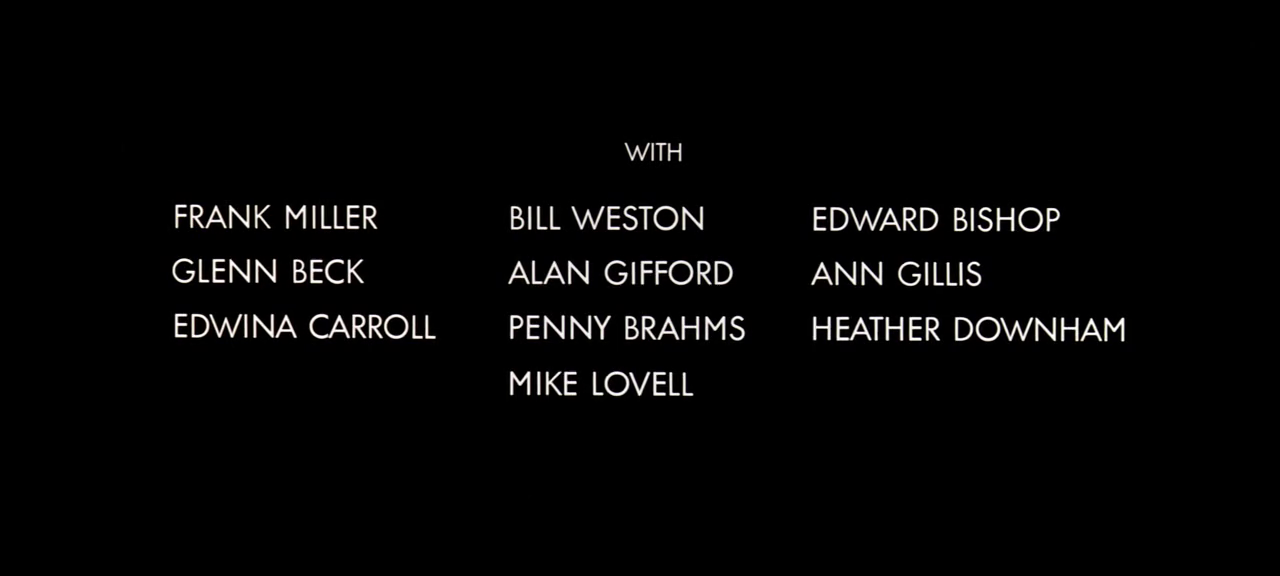 WITH
FRANK MILLER BILL WESTON EDWARD BISHOP
GLENN BECK ALAN GIFFORD ANN GILLIS
EDWINA CARROLL PENNY BRAHMS HEATHER DOWNHAM
MIKE LOVELL